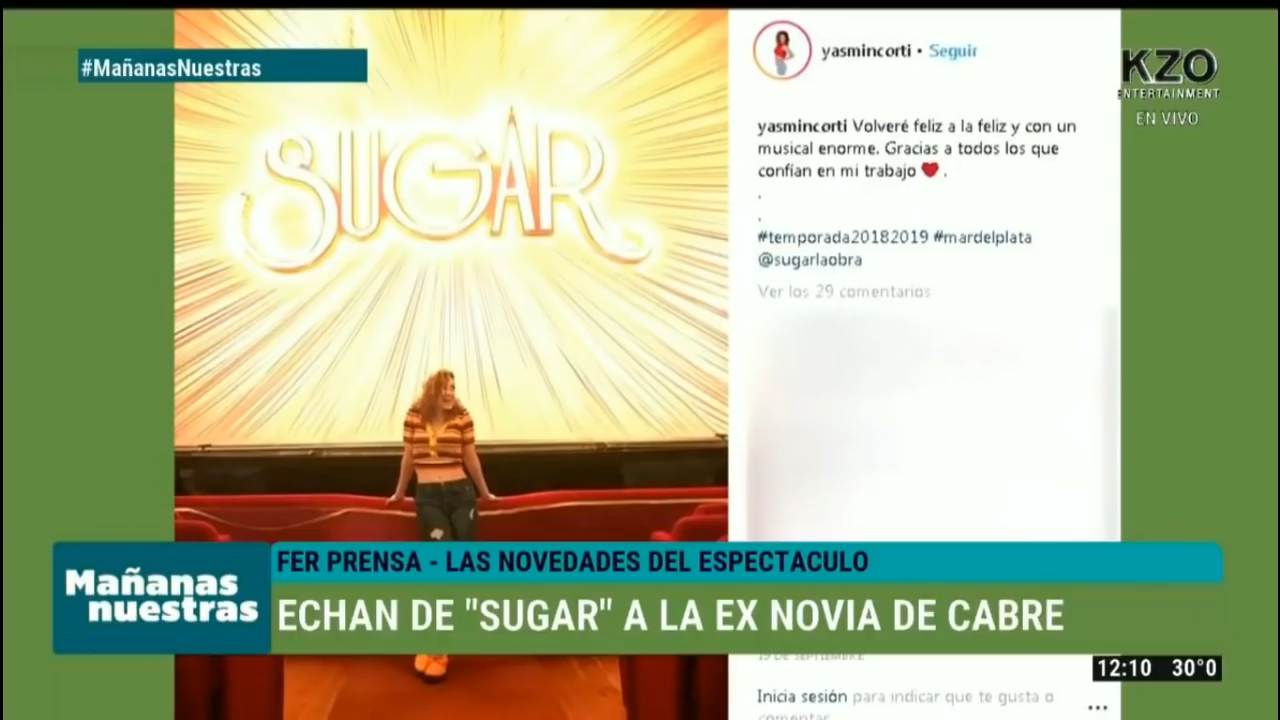 #MañanasNuestras
SUGAR
yasmincorti • Seguir
yasmincorti Volveré feliz a la feliz y con un
musical enorme. Gracias a todos los que
confían en mi trabajo ❤ .
.
.
#temporada20182019 #mardelplata
@sugarlaobra
Ver los 29 comentarios
KZO
ENTERTAINMENT
EN VIVO
Mañanas
nuestras
FER PRENSA - LAS NOVEDADES DEL ESPECTACULO
ECHAN DE "SUGAR" A LA EX NOVIA DE CABRE
19 DE SEPTIEMBRE
12:10 30°0
Inicia sesión para indicar que te gusta o
comentar.